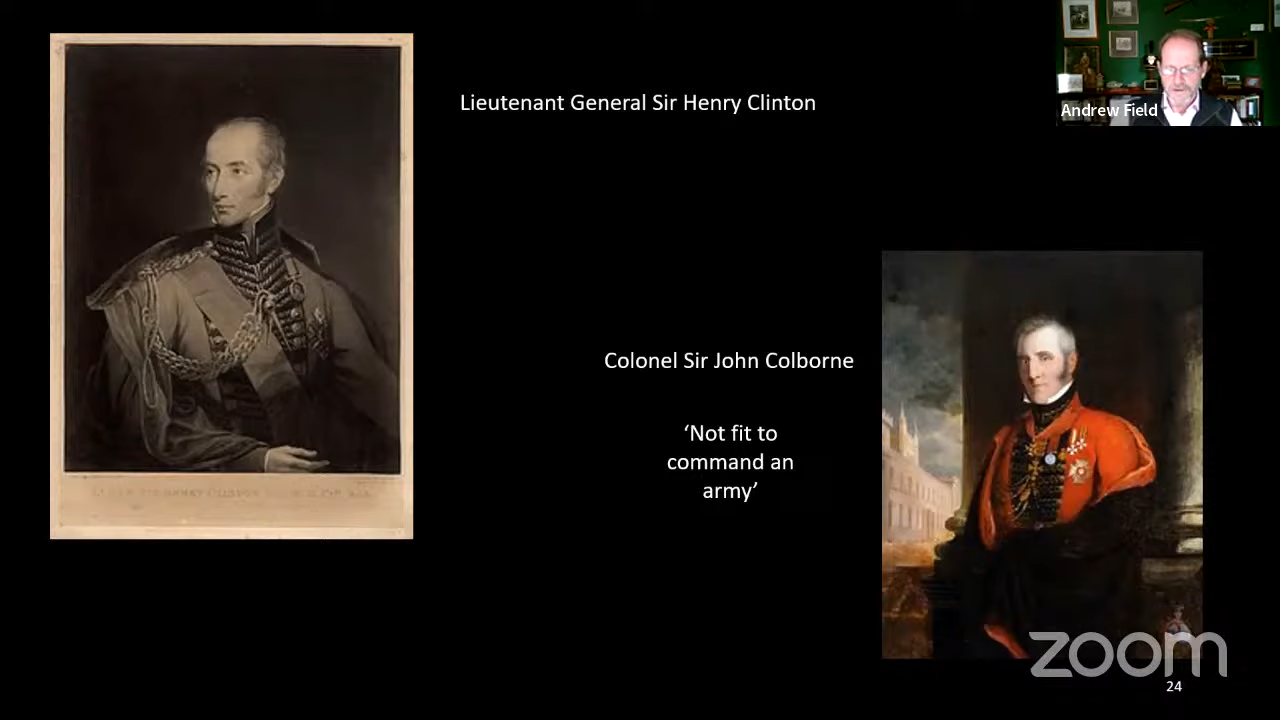 Lieutenant General Sir Henry Clinton
Andrew Field
Colonel Sir John Colborne
‘Not fit to
command an
army’
zoom
24